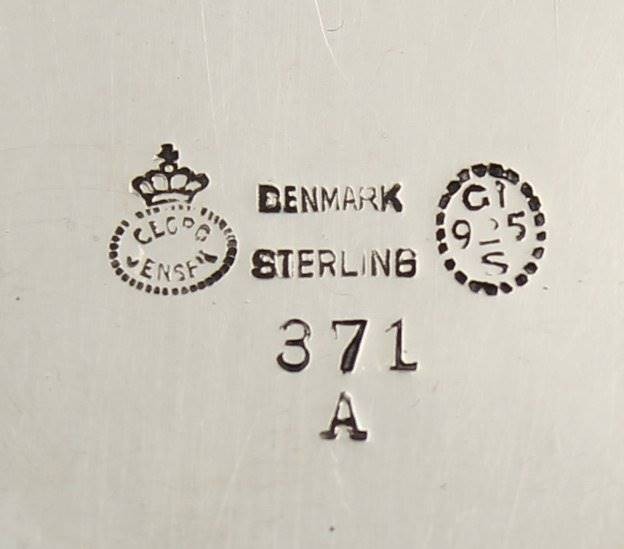 GEORG
JENSEN
DENMARK
STERLING
GI
925
S
371
A